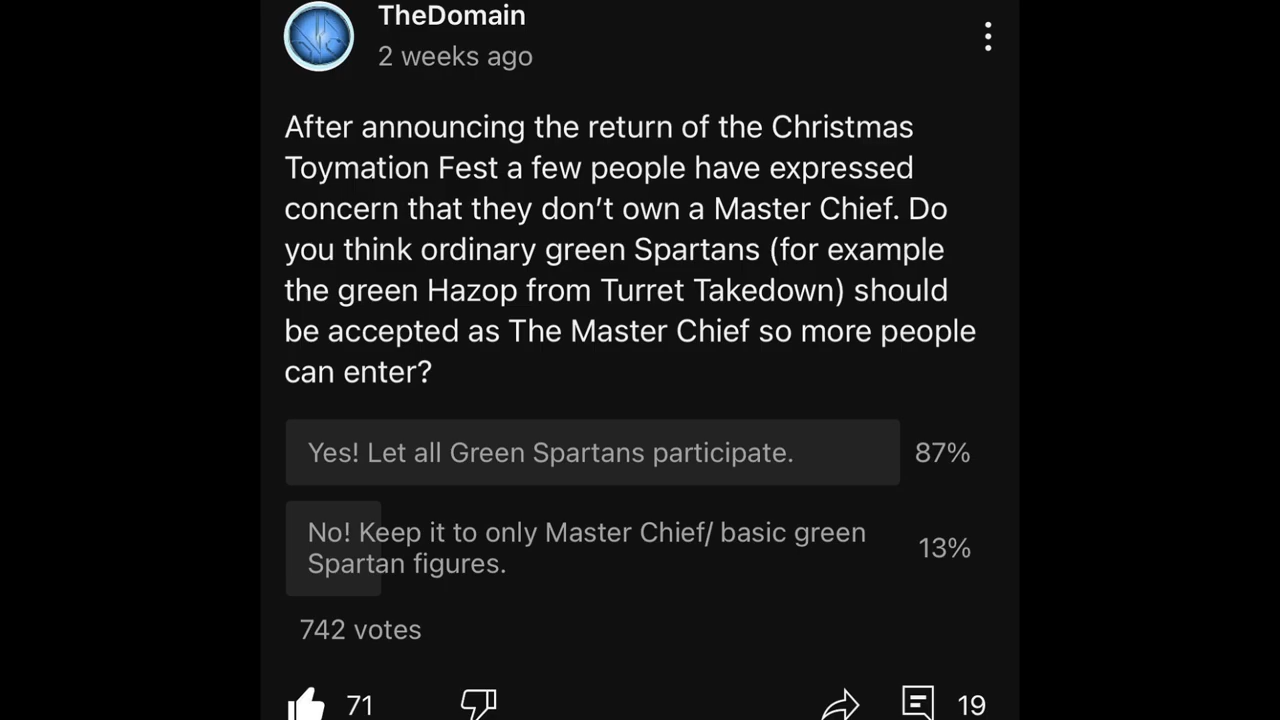 TheDomain
2 weeks ago
After announcing the return of the Christmas
Toymation Fest a few people have expressed
concern that they don’t own a Master Chief. Do
you think ordinary green Spartans (for example
the green Hazop from Turret Takedown) should
be accepted as The Master Chief so more people
can enter?
Yes! Let all Green Spartans participate.
87%
No! Keep it to only Master Chief/ basic green
Spartan figures.
13%
742 votes
71
19